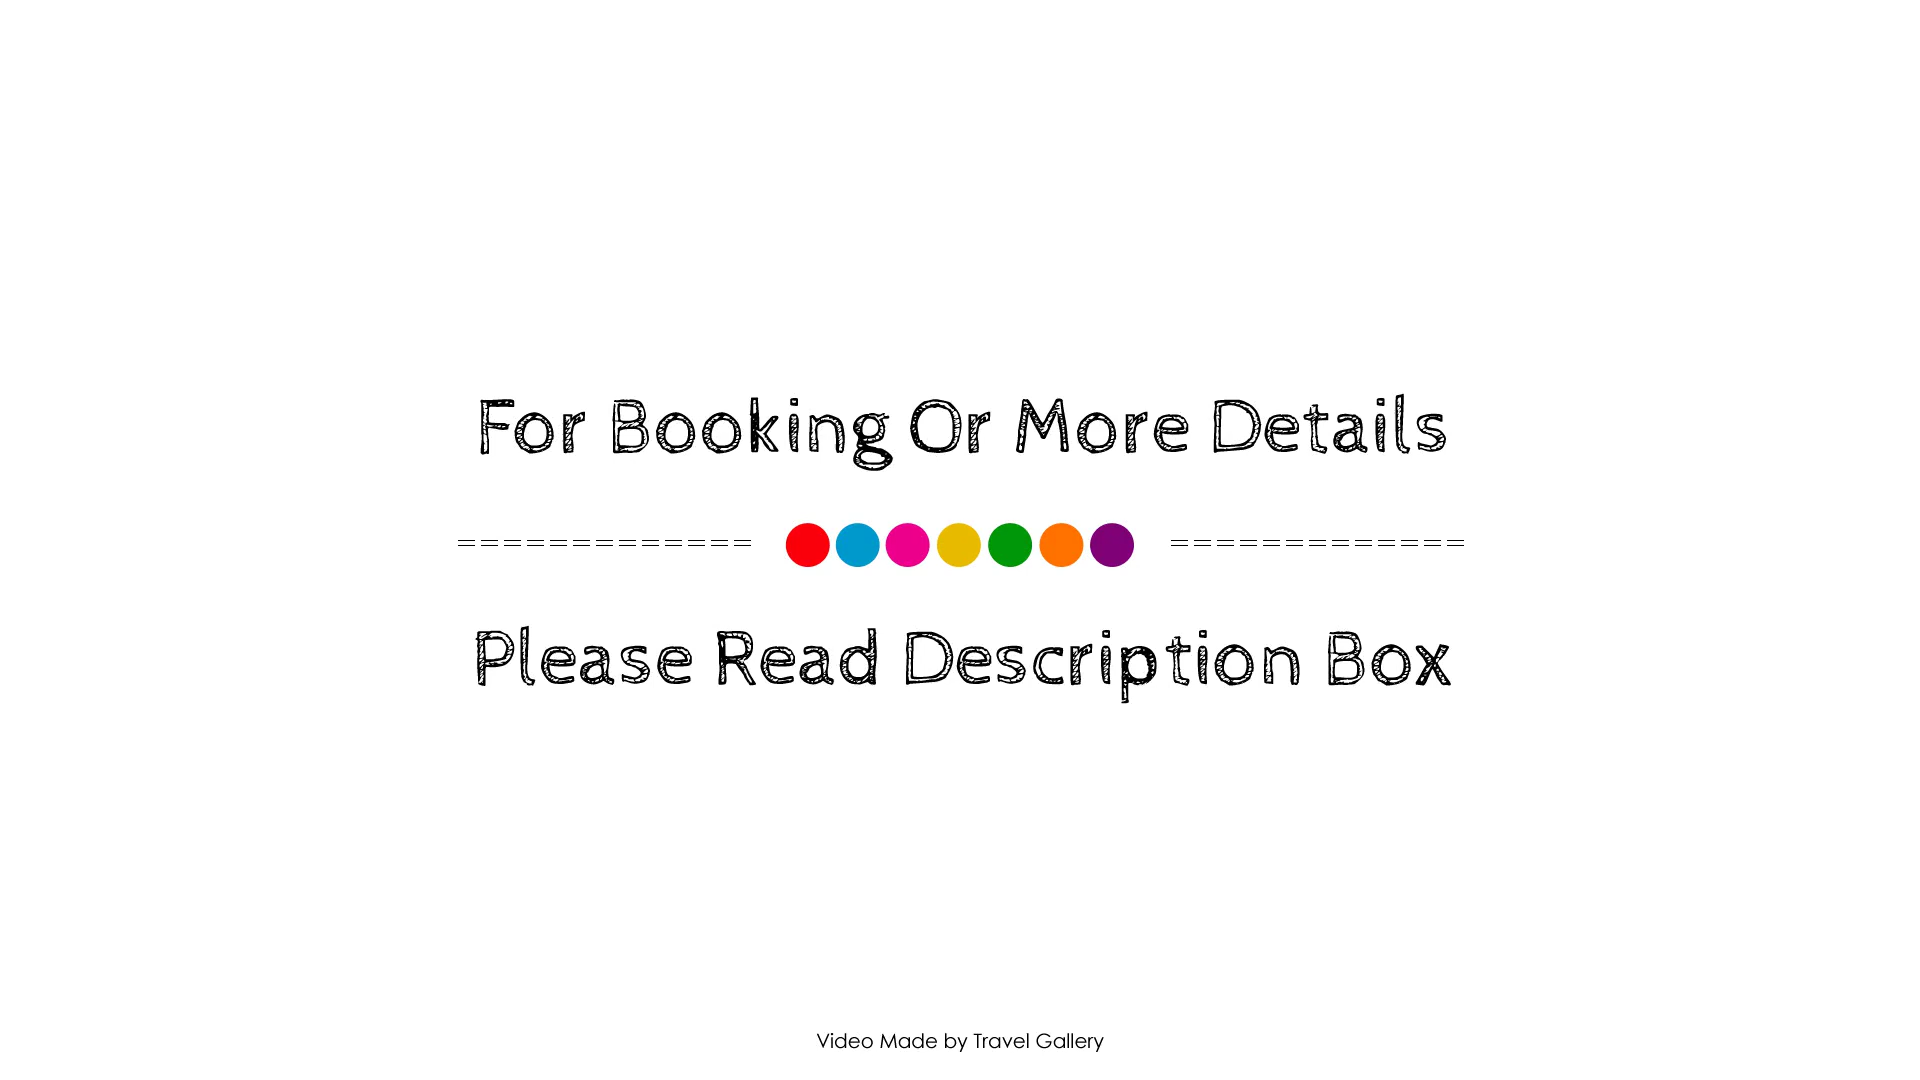 For Booking Or More Details
============= =============
Please Read Description Box
Video Made by Travel Gallery